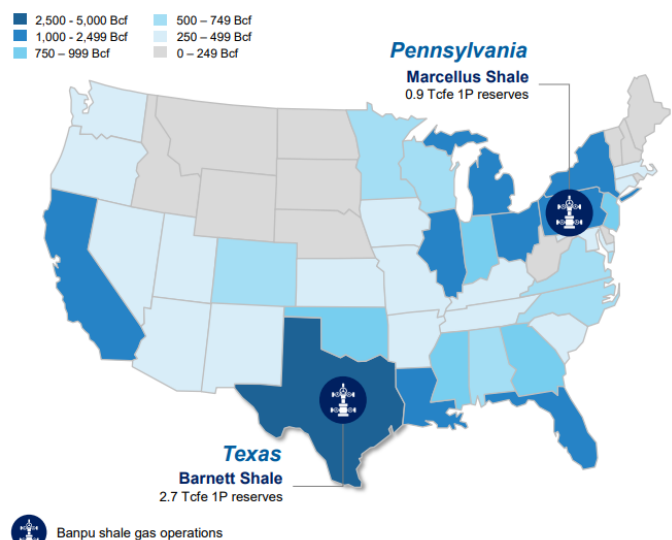 2,500 - 5,000 Bcf
1,000 - 2,499 Bcf
750 – 999 Bcf
500 – 749 Bcf
250 – 499 Bcf
0 – 249 Bcf
Pennsylvania
Marcellus Shale
0.9 Tcfe 1P reserves
Texas
Barnett Shale
2.7 Tcfe 1P reserves
Banpu shale gas operations